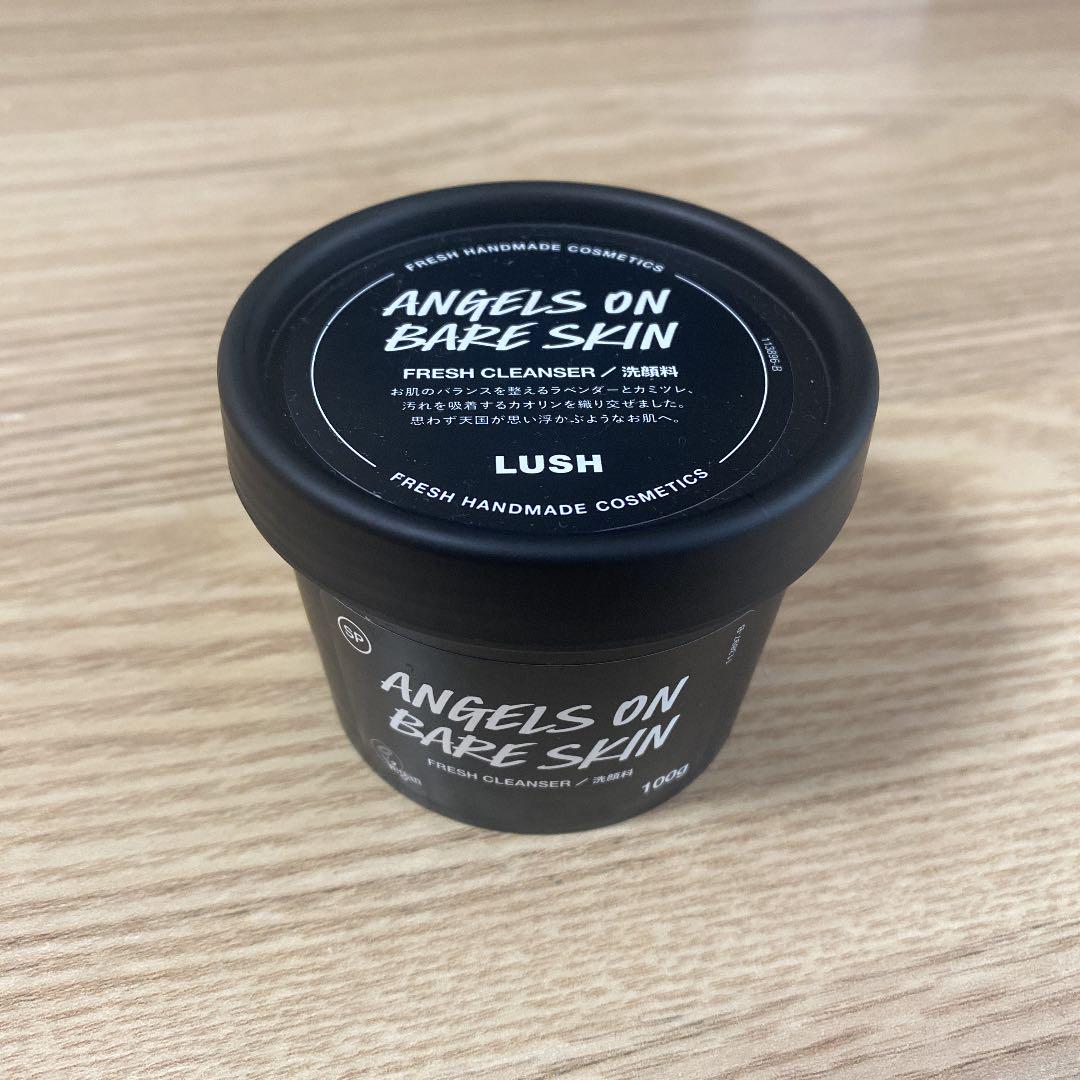 FRESH HANDMADE COSMETICS
ANGELS ON
BARE SKIN
FRESH CLEANSER / 洗顔料
お肌のバランスを整えるラベンダーとカミツレ、
汚れを吸着するカオリンを織り交ぜました。
思わず天国が思い浮かぶようなお肌へ。
LUSH
FRESH HANDMADE COSMETICS
113896-B
SP
ANGELS ON
BARE SKIN
FRESH CLEANSER / 洗顔料
Vegan
100g